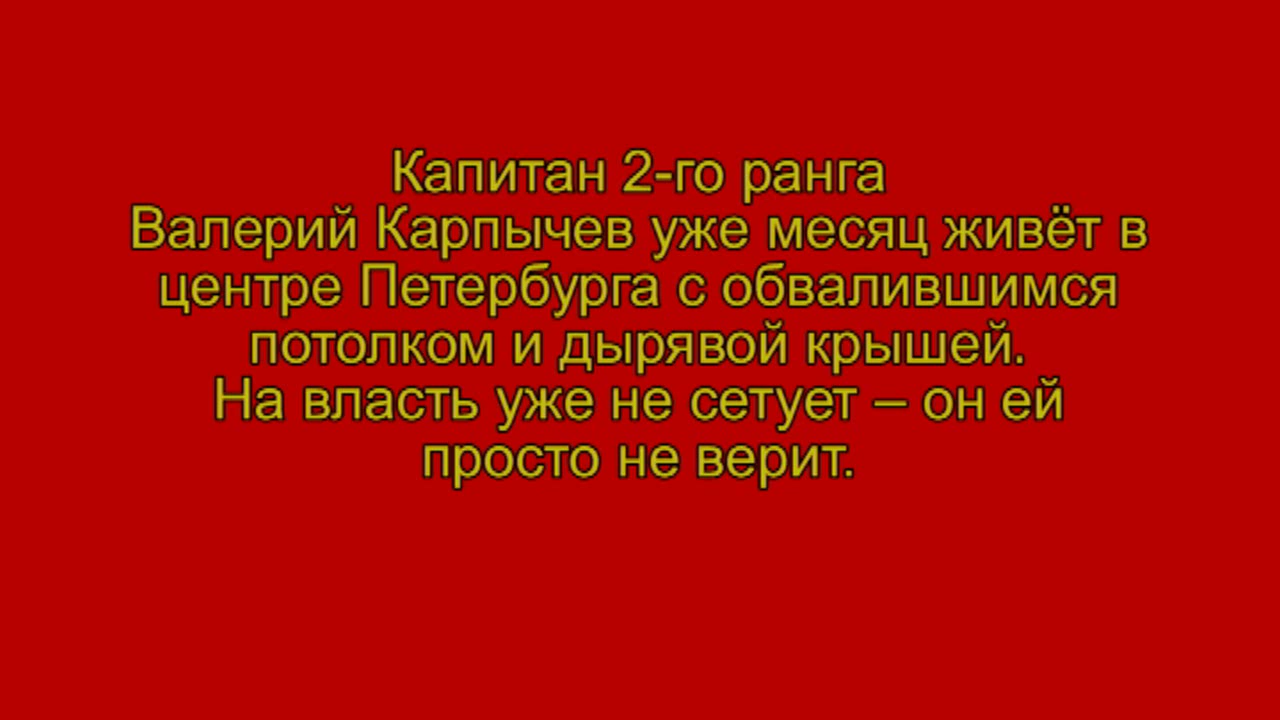 Капитан 2-го ранга
Валерий Карпычев уже месяц живёт в
центре Петербурга с обвалившимся
потолком и дырявой крышей.
На власть уже не сетует – он ей
просто не верит.